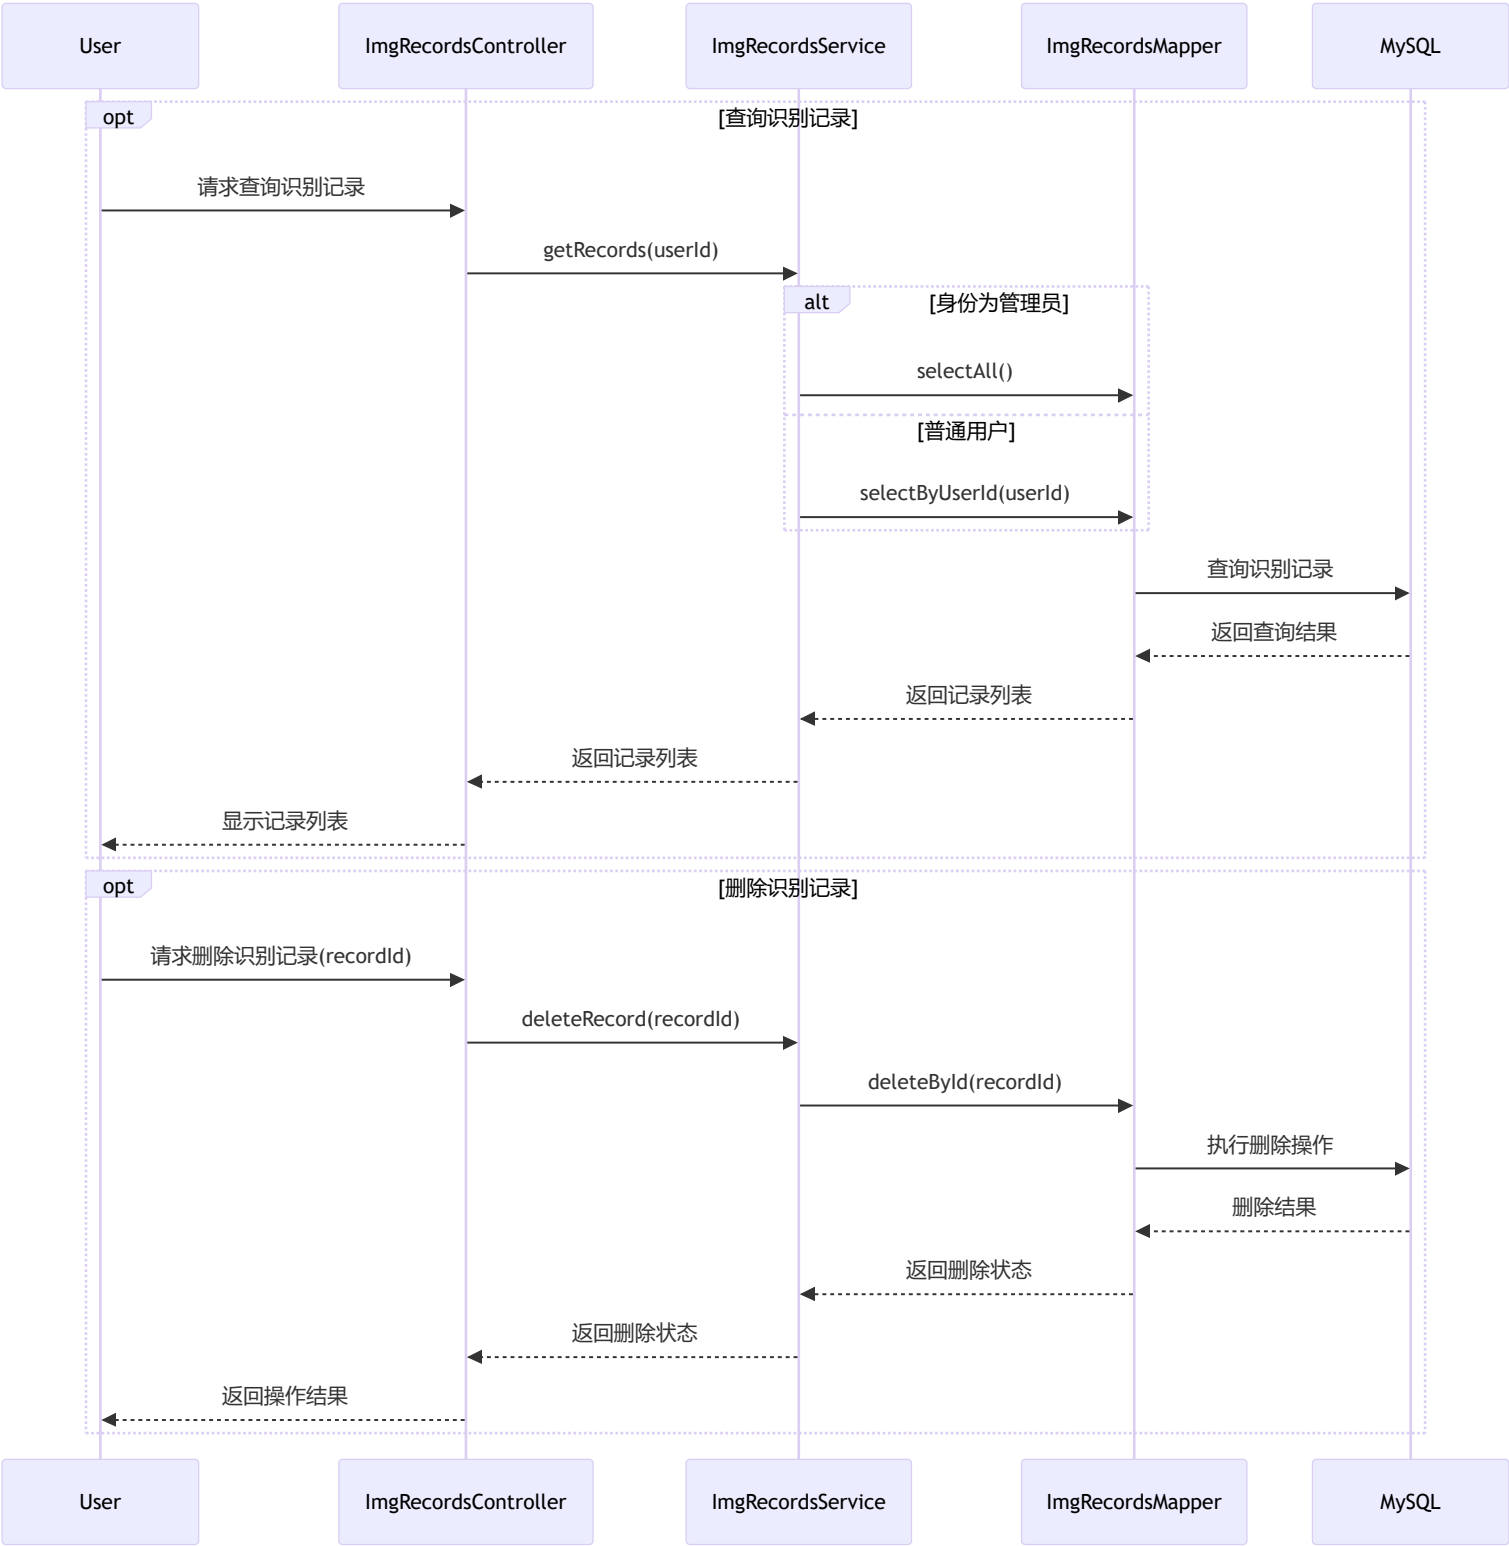 User
ImgRecordsController
ImgRecordsService
ImgRecordsMapper
MySQL
opt
[查询识别记录]
请求查询识别记录
getRecords(userId)
alt
[身份为管理员]
selectAll()
[普通用户]
selectByUserId(userId)
查询识别记录
返回查询结果
返回记录列表
返回记录列表
显示记录列表
opt
[删除识别记录]
请求删除识别记录(recordId)
deleteRecord(recordId)
deleteById(recordId)
执行删除操作
删除结果
返回删除状态
返回删除状态
返回操作结果
User
ImgRecordsController
ImgRecordsService
ImgRecordsMapper
MySQL